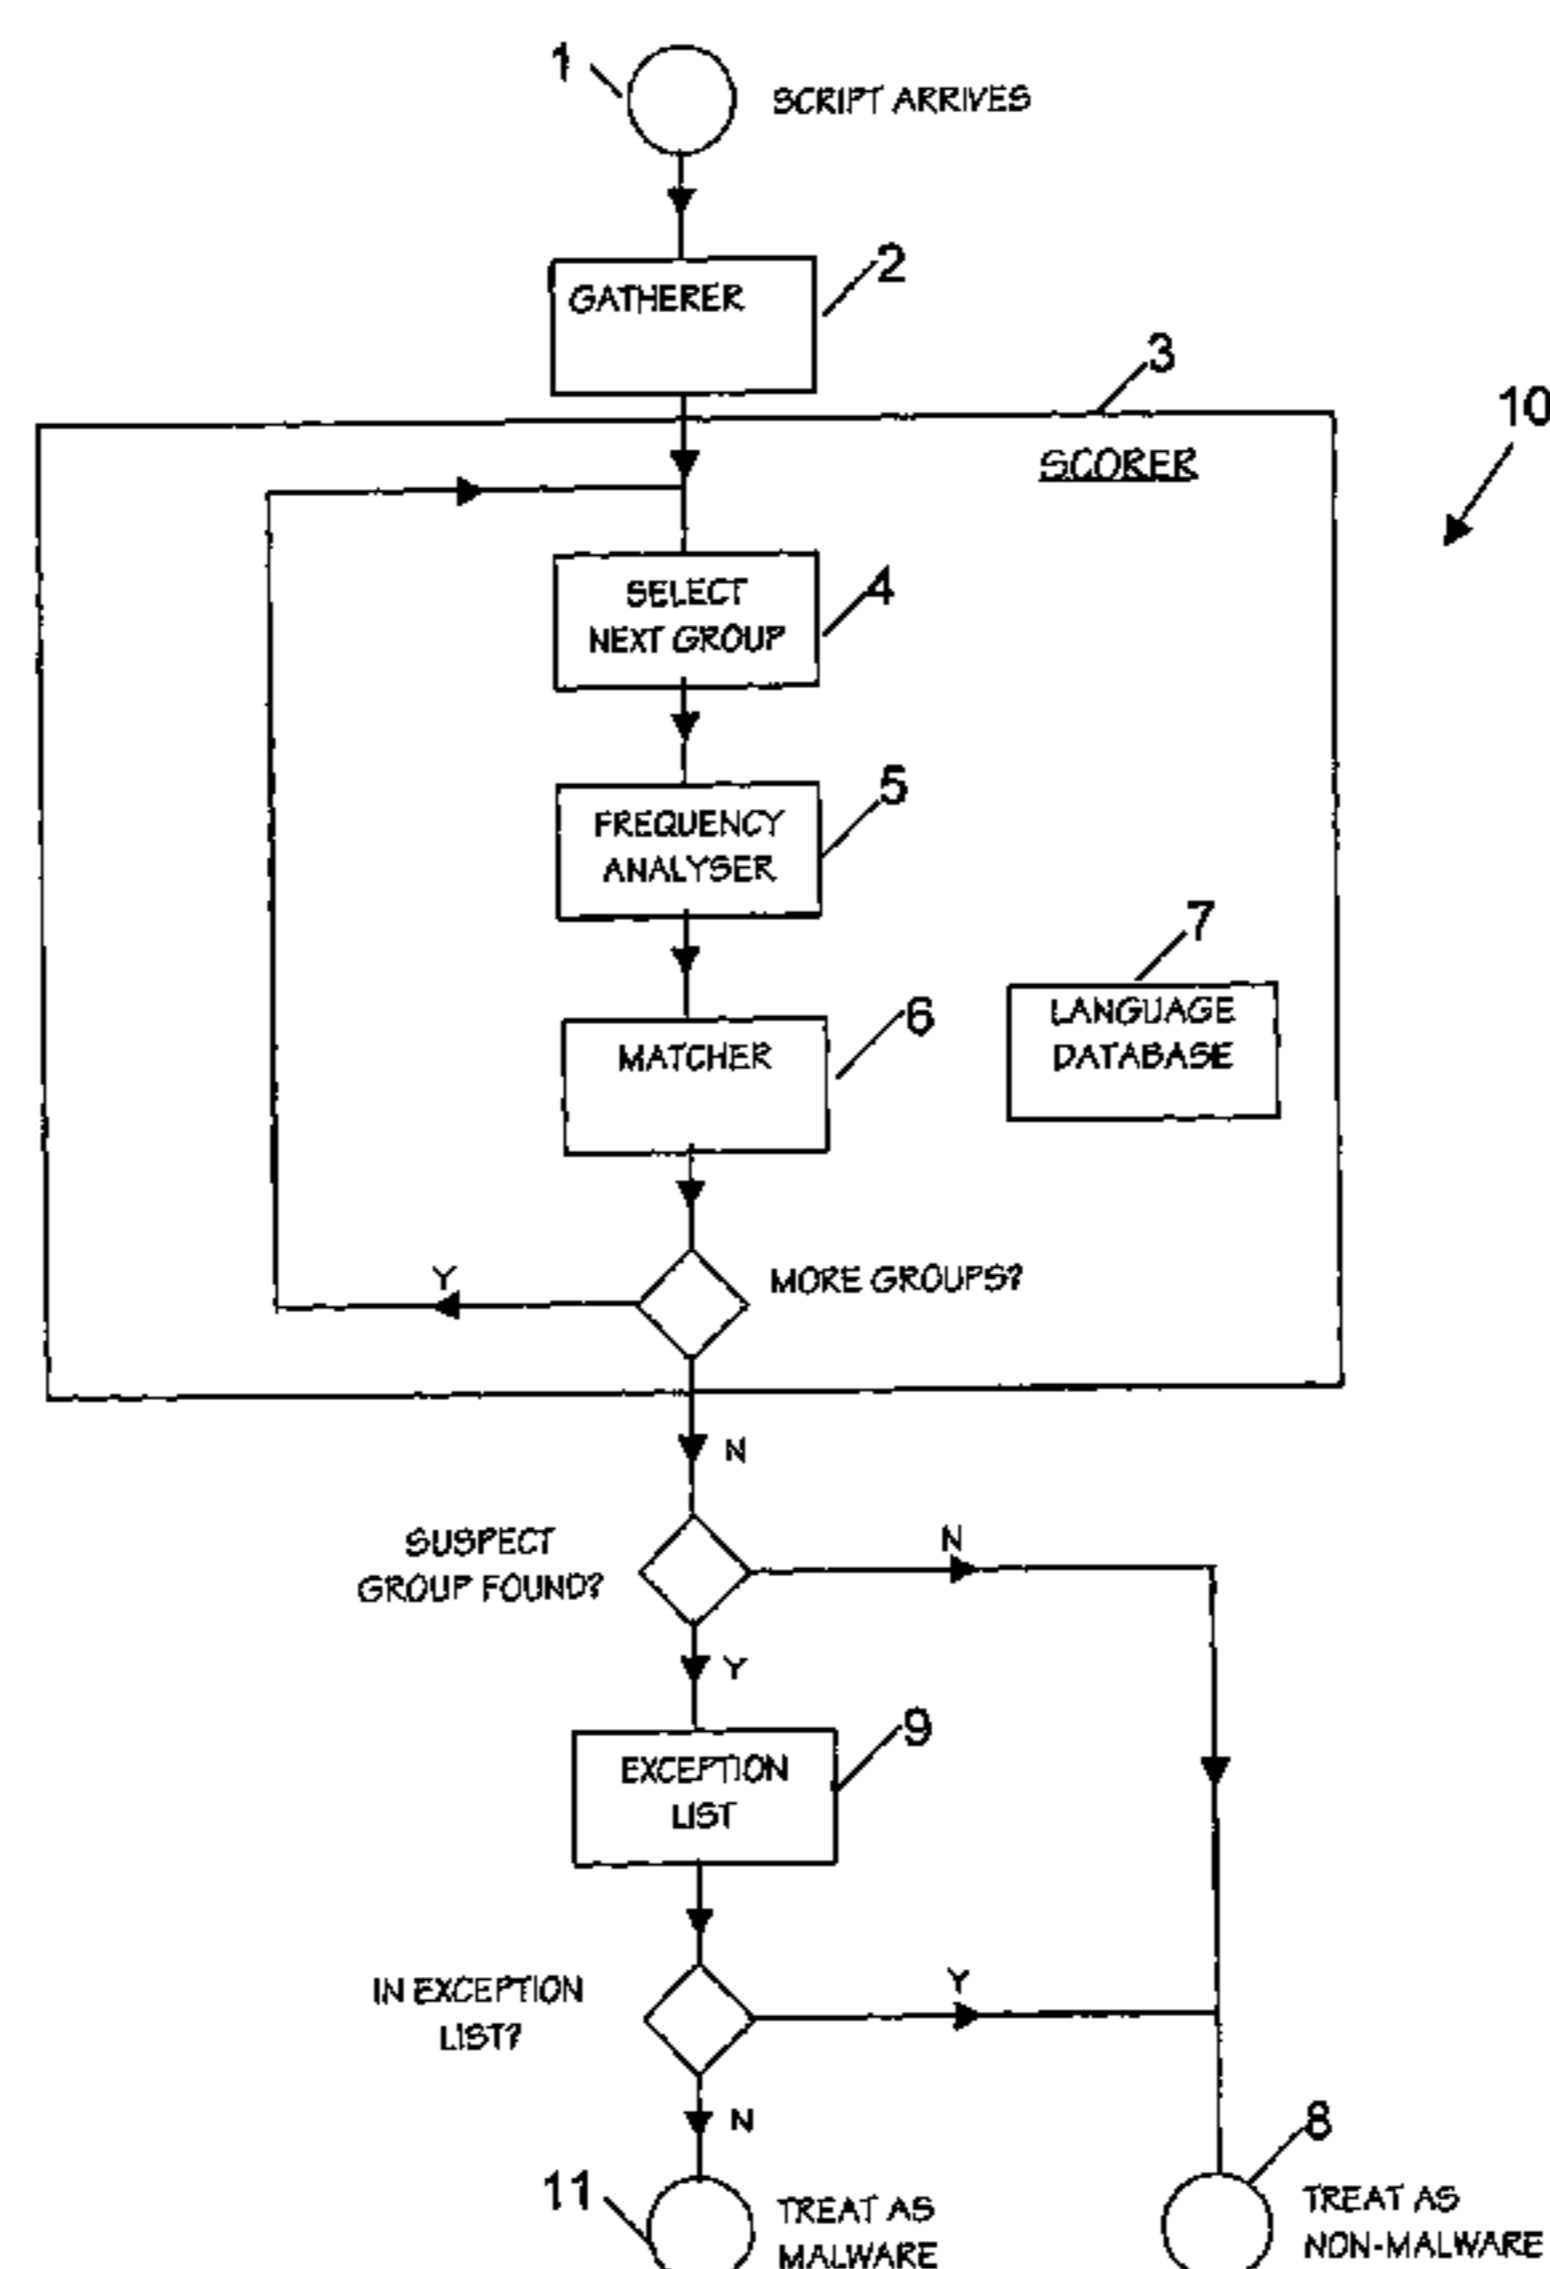 1
SCRIPT ARRIVES
GATHERER
2
3
10
SCORER
SELECT
NEXT GROUP
4
FREQUENCY
ANALYSER
5
7
LANGUAGE
DATABASE
MATCHER
6
Y
MORE GROUPS?
N
SUSPECT
GROUP FOUND?
N
Y
EXCEPTION
LIST
9
IN EXCEPTION
LIST?
Y
N
8
11
TREAT AS
MALWARE
TREAT AS
NON-MALWARE